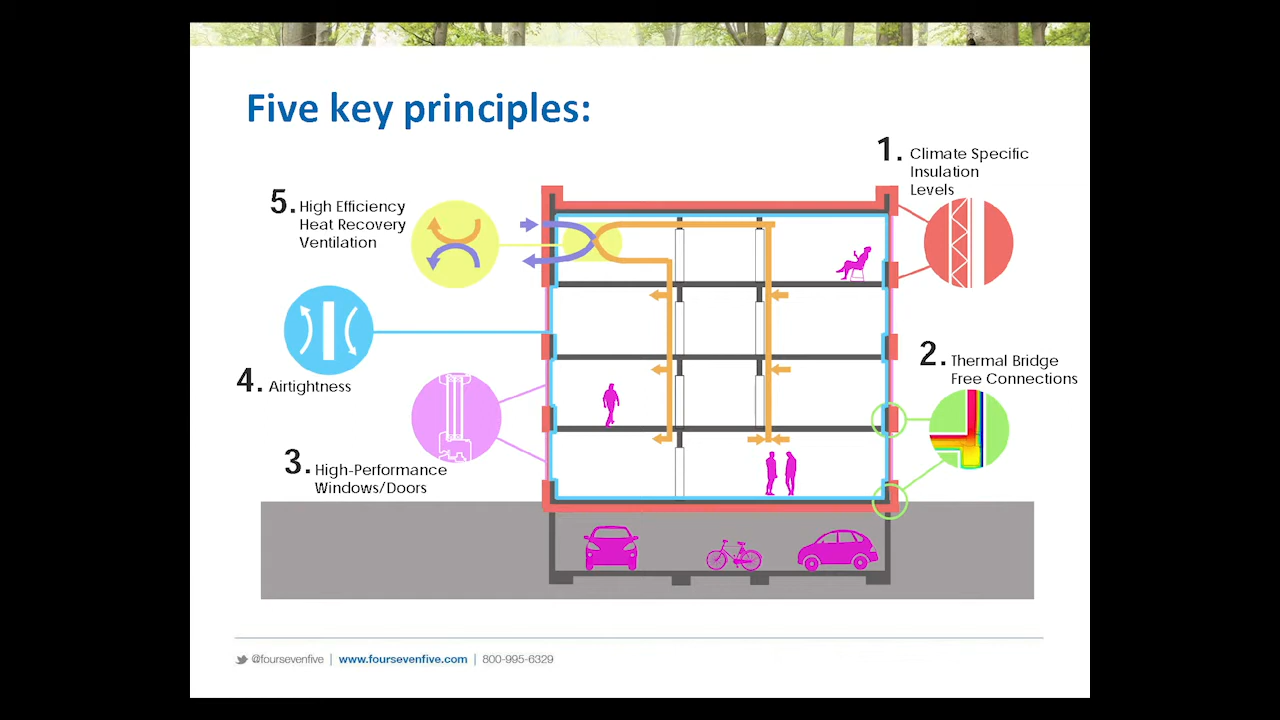 Five key principles:
1. Climate Specific
Insulation
Levels
2. Thermal Bridge
Free Connections
3. High-Performance
Windows/Doors
4. Airtightness
5. High Efficiency
Heat Recovery
Ventilation
@foursevenfive | www.foursevenfive.com | 800-995-6329